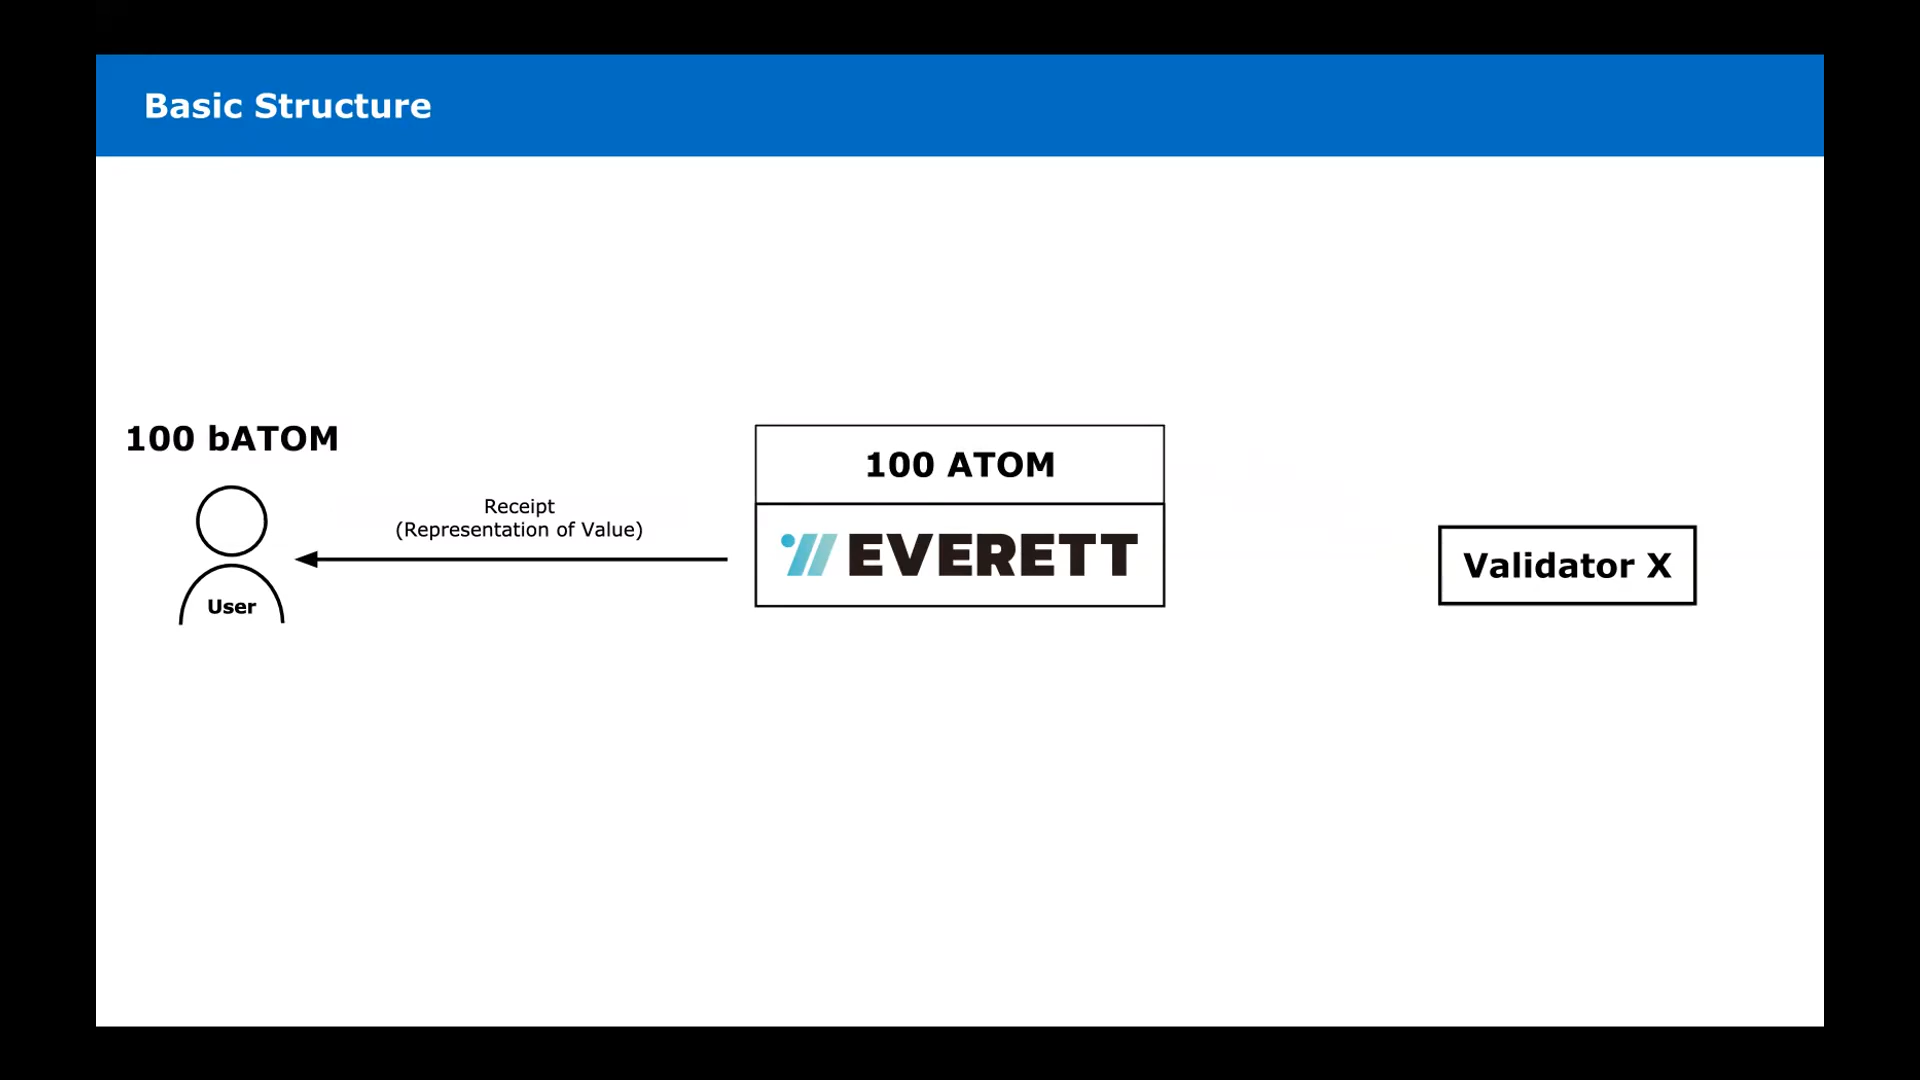 Basic Structure
100 bATOM
User
Receipt
(Representation of Value)
100 ATOM
EVERETT
Validator X